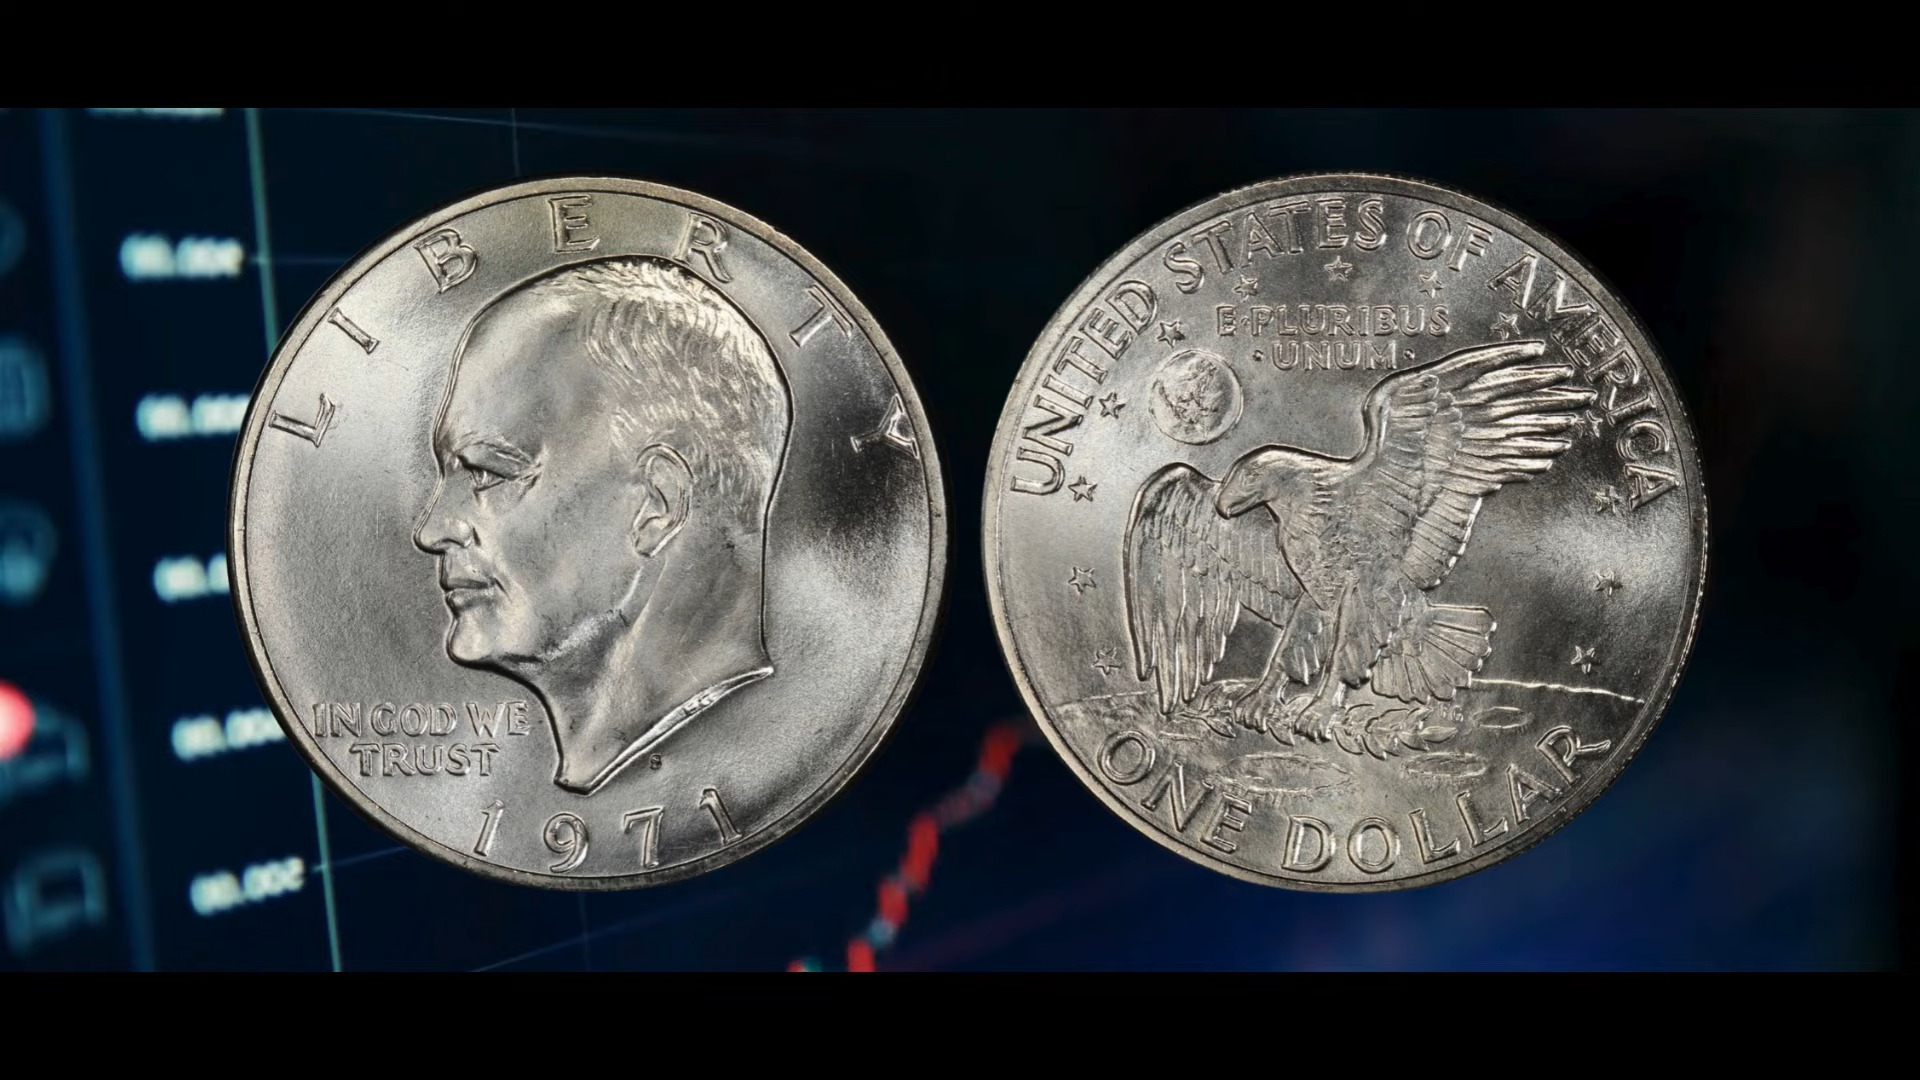 LIBERTY
IN GOD WE
TRUST
S
1971
UNITED STATES OF AMERICA
E·PLURIBUS
·UNUM·
ONE DOLLAR